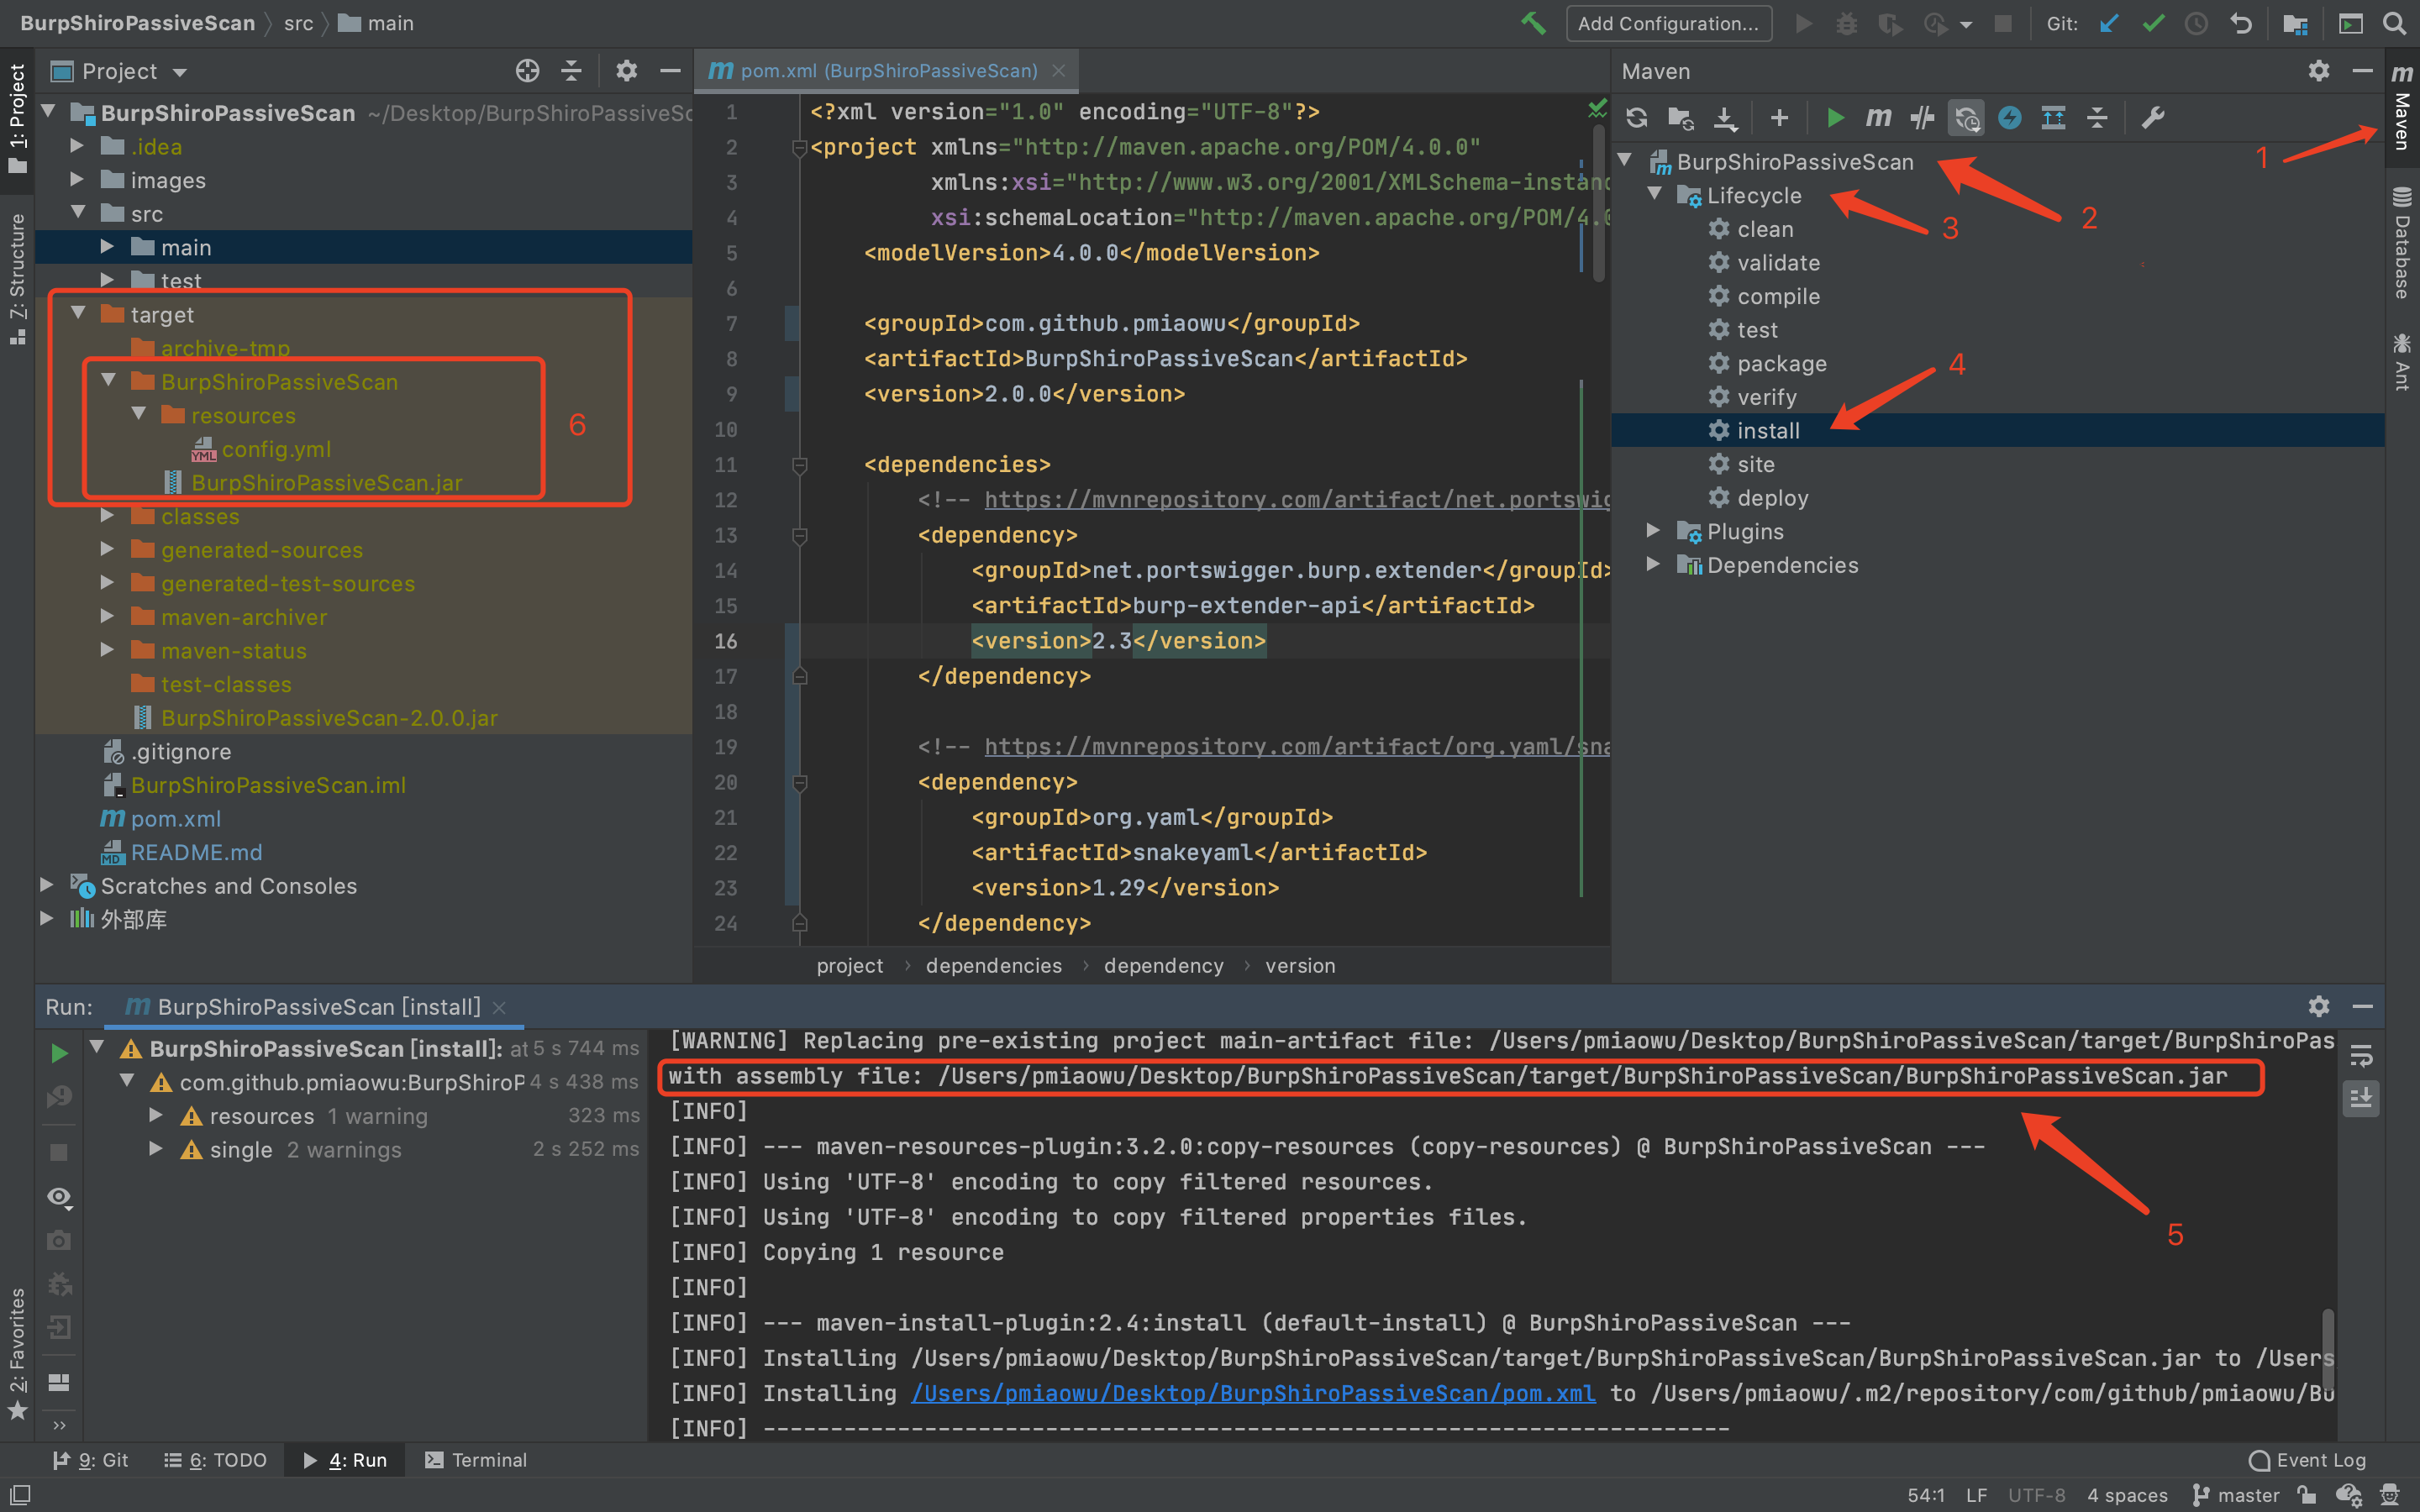 BurpShiroPassiveScan 〉 src 〉 main
Add Configuration...
Git:
1: Project
7: Structure
2: Favorites
Project
BurpShiroPassiveScan ~/Desktop/BurpShiroPassiveSc
.idea
images
src
main
test
target
archive-tmp
BurpShiroPassiveScan
resources
config.yml
BurpShiroPassiveScan.jar
6
classes
generated-sources
generated-test-sources
maven-archiver
maven-status
test-classes
BurpShiroPassiveScan-2.0.0.jar
.gitignore
BurpShiroPassiveScan.iml
pom.xml
README.md
Scratches and Consoles
外部库
pom.xml (BurpShiroPassiveScan)
1 <?xml version="1.0" encoding="UTF-8"?>
2 <project xmlns="http://maven.apache.org/POM/4.0.0"
3 xmlns:xsi="http://www.w3.org/2001/XMLSchema-instanc
4 xsi:schemaLocation="http://maven.apache.org/POM/4.0
5 <modelVersion>4.0.0</modelVersion>
6
7 <groupId>com.github.pmiaowu</groupId>
8 <artifactId>BurpShiroPassiveScan</artifactId>
9 <version>2.0.0</version>
10
11 <dependencies>
12 <!-- https://mvnrepository.com/artifact/net.portswig
13 <dependency>
14 <groupId>net.portswigger.burp.extender</groupId>
15 <artifactId>burp-extender-api</artifactId>
16 <version>2.3</version>
17 </dependency>
18
19 <!-- https://mvnrepository.com/artifact/org.yaml/sna
20 <dependency>
21 <groupId>org.yaml</groupId>
22 <artifactId>snakeyaml</artifactId>
23 <version>1.29</version>
24 </dependency>
project › dependencies › dependency › version
Maven
BurpShiroPassiveScan
Lifecycle
clean
validate
compile
test
package
verify
install
site
deploy
Plugins
Dependencies
1
2
3
4
Maven
Database
Ant
Run: BurpShiroPassiveScan [install]
BurpShiroPassiveScan [install]: at 5 s 744 ms
com.github.pmiaowu:BurpShiroP 4 s 438 ms
resources 1 warning 323 ms
single 2 warnings 2 s 252 ms
[WARNING] Replacing pre-existing project main-artifact file: /Users/pmiaowu/Desktop/BurpShiroPassiveScan/target/BurpShiroPas
with assembly file: /Users/pmiaowu/Desktop/BurpShiroPassiveScan/target/BurpShiroPassiveScan/BurpShiroPassiveScan.jar
[INFO]
[INFO] --- maven-resources-plugin:3.2.0:copy-resources (copy-resources) @ BurpShiroPassiveScan ---
[INFO] Using 'UTF-8' encoding to copy filtered resources.
[INFO] Using 'UTF-8' encoding to copy filtered properties files.
[INFO] Copying 1 resource
[INFO]
[INFO] --- maven-install-plugin:2.4:install (default-install) @ BurpShiroPassiveScan ---
[INFO] Installing /Users/pmiaowu/Desktop/BurpShiroPassiveScan/target/BurpShiroPassiveScan/BurpShiroPassiveScan.jar to /Users
[INFO] Installing /Users/pmiaowu/Desktop/BurpShiroPassiveScan/pom.xml to /Users/pmiaowu/.m2/repository/com/github/pmiaowu/Bu
[INFO] ------------------------------------------------------------------------
5
9: Git 6: TODO 4: Run Terminal Event Log
54:1 LF UTF-8 4 spaces master